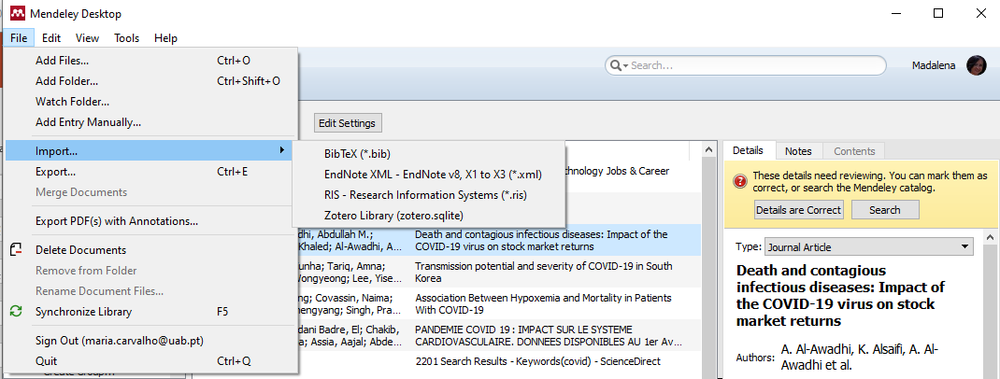 Mendeley Desktop
File Edit View Tools Help
Add Files... Ctrl+O
Add Folder... Ctrl+Shift+O
Watch Folder...
Add Entry Manually...
Import...
Export... Ctrl+E
Merge Documents
Export PDF(s) with Annotations...
Delete Documents
Remove from Folder
Rename Document Files...
Synchronize Library F5
Sign Out (maria.carvalho@uab.pt)
Quit Ctrl+Q
BibTeX (*.bib)
EndNote XML - EndNote v8, X1 to X3 (*.xml)
RIS - Research Information Systems (*.ris)
Zotero Library (zotero.sqlite)
Search...
Madalena
Edit Settings
hnology Jobs & Career
dhi, Abdullah M.;
Khaled; Al-Awadhi, A...
Death and contagious infectious diseases: Impact of the
COVID-19 virus on stock market returns
unha; Tariq, Amna;
Wongyeong; Lee, Yise...
Transmission potential and severity of COVID-19 in South
Korea
ng; Covassin, Naima;
hengyang; Singh, Pra...
Association Between Hypoxemia and Mortality in Patients
With COVID-19
dani Badre, El; Chakib,
Assia, Aajal; Abdel...
PANDEMIE COVID 19 : IMPACT SUR LE SYSTEME
CARDIOVASCULAIRE. DONNEES DISPONIBLES AU 1er Av...
2201 Search Results - Keywords(covid) - ScienceDirect
Details Notes Contents
These details need reviewing. You can mark them as
correct, or search the Mendeley catalog.
Details are Correct Search
Type: Journal Article
Death and contagious
infectious diseases: Impact of
the COVID-19 virus on stock
market returns
Authors: A. Al-Awadhi, K. Alsaifi, A. Al-
Awadhi et al.